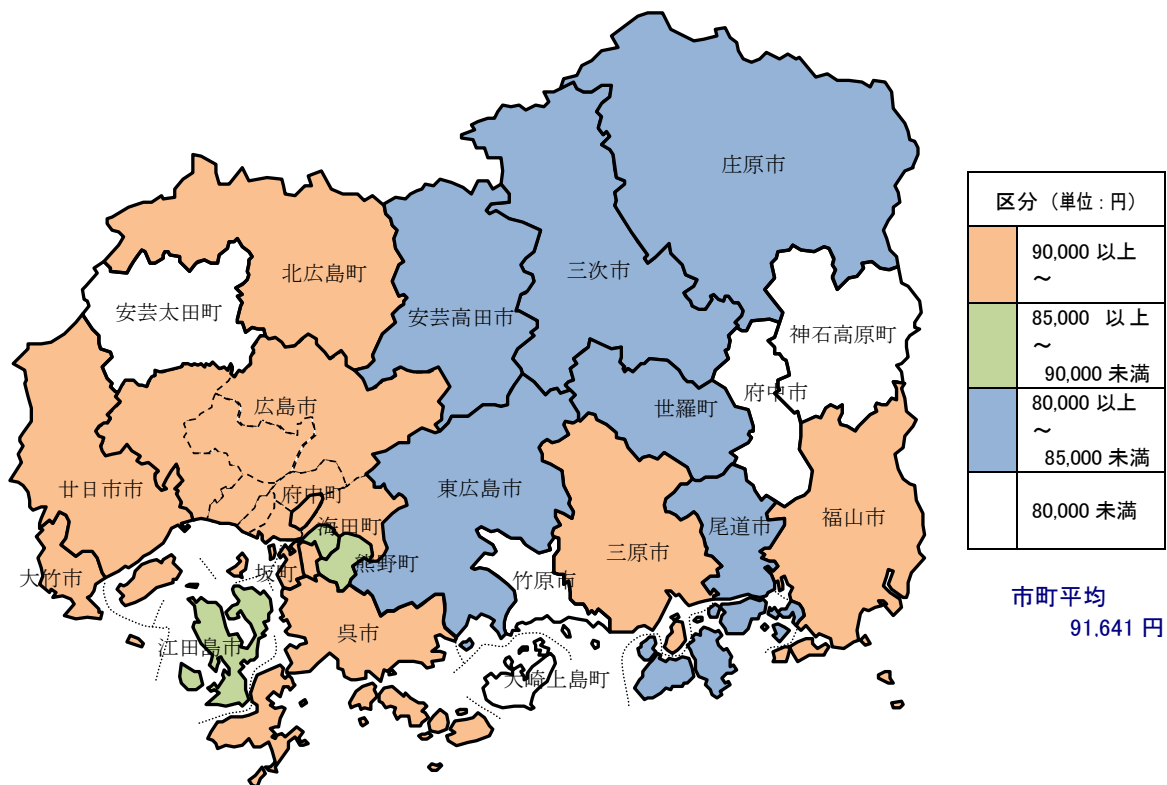 庄原市
三次市
北広島町
安芸太田町
安芸高田市
神石高原町
府中市
世羅町
広島市
廿日市市
府中町
東広島市
海田町
尾道市
福山市
三原市
大竹市
坂町
熊野町
竹原市
呉市
江田島市
大崎上島町
区分 (単位:円)
90,000 以上
~
85,000 以上
~
90,000 未満
80,000 以上
~
85,000 未満
80,000 未満
市町平均
91,641 円